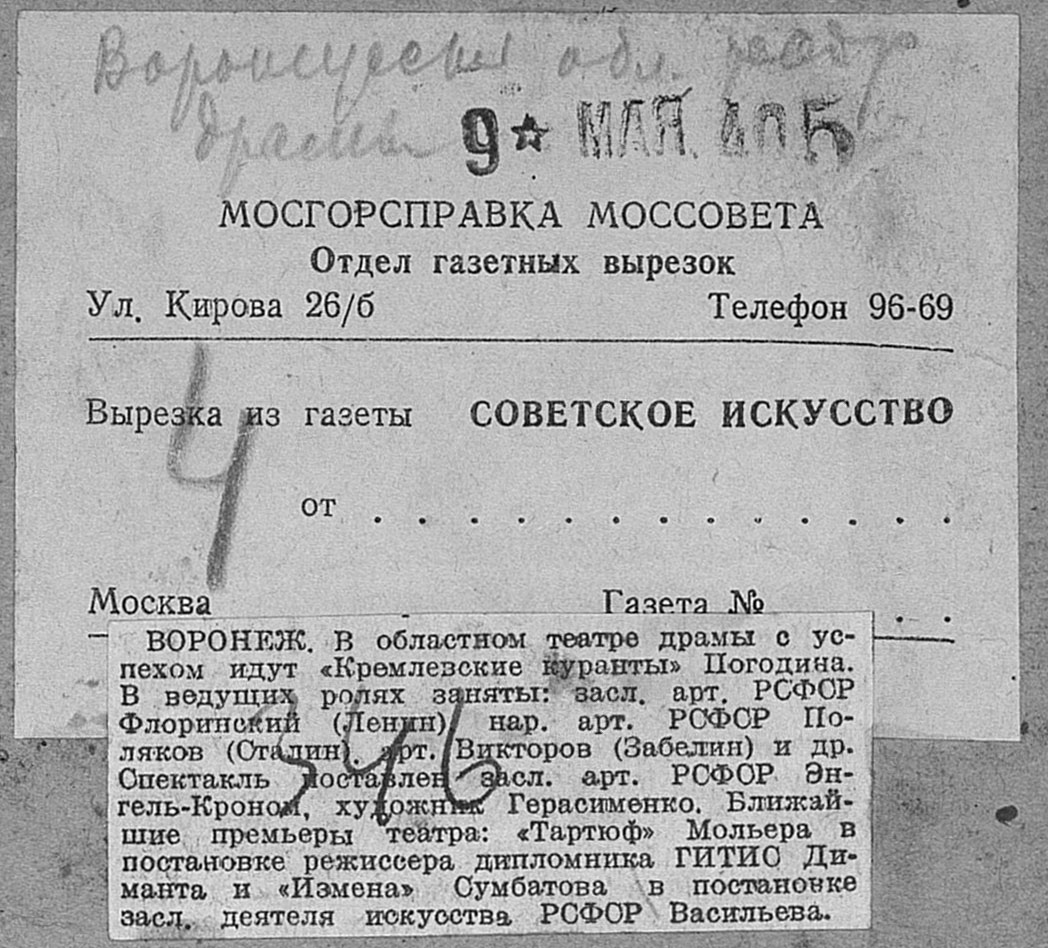 Воронежский обл. театр
драмы
9 ☆ МАЯ 40 5
МОСГОРСПРАВКА МОССОВЕТА
Отдел газетных вырезок
Ул. Кирова 26/б Телефон 96-69
Вырезка из газеты СОВЕТСКОЕ ИСКУССТВО
4
от . . . . . . . . . . . . .
Москва Газета № . .
ВОРОНЕЖ. В областном театре драмы с ус-
пехом идут «Кремлевские куранты» Погодина.
В ведущих ролях заняты: засл. арт. РСФСР
Флоринский (Ленин), нар. арт. РСФСР По-
ляков (Сталин), арт. Викторов (Забелин) и др.
Спектакль поставлен засл. арт. РСФСР Эн-
гель-Кроном, художник Герасименко. Ближай-
шие премьеры театра: «Тартюф» Мольера в
постановке режиссера дипломника ГИТИС Ди-
манта и «Измена» Сумбатова в постановке
засл. деятеля искусства РСФСР Васильева.
346